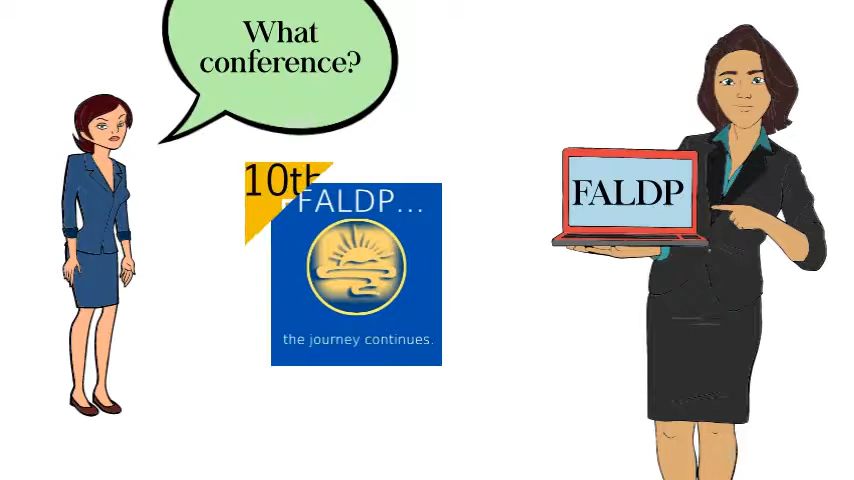 What
conference?
10th
FALDP...
the journey continues.
FALDP